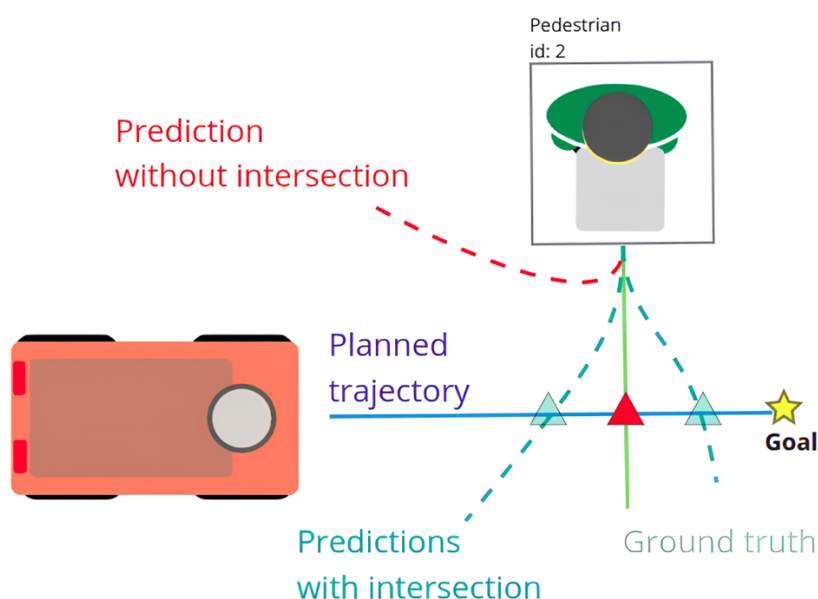 Pedestrian
id: 2
Prediction
without intersection
Planned
trajectory
Goal
Predictions
with intersection
Ground truth